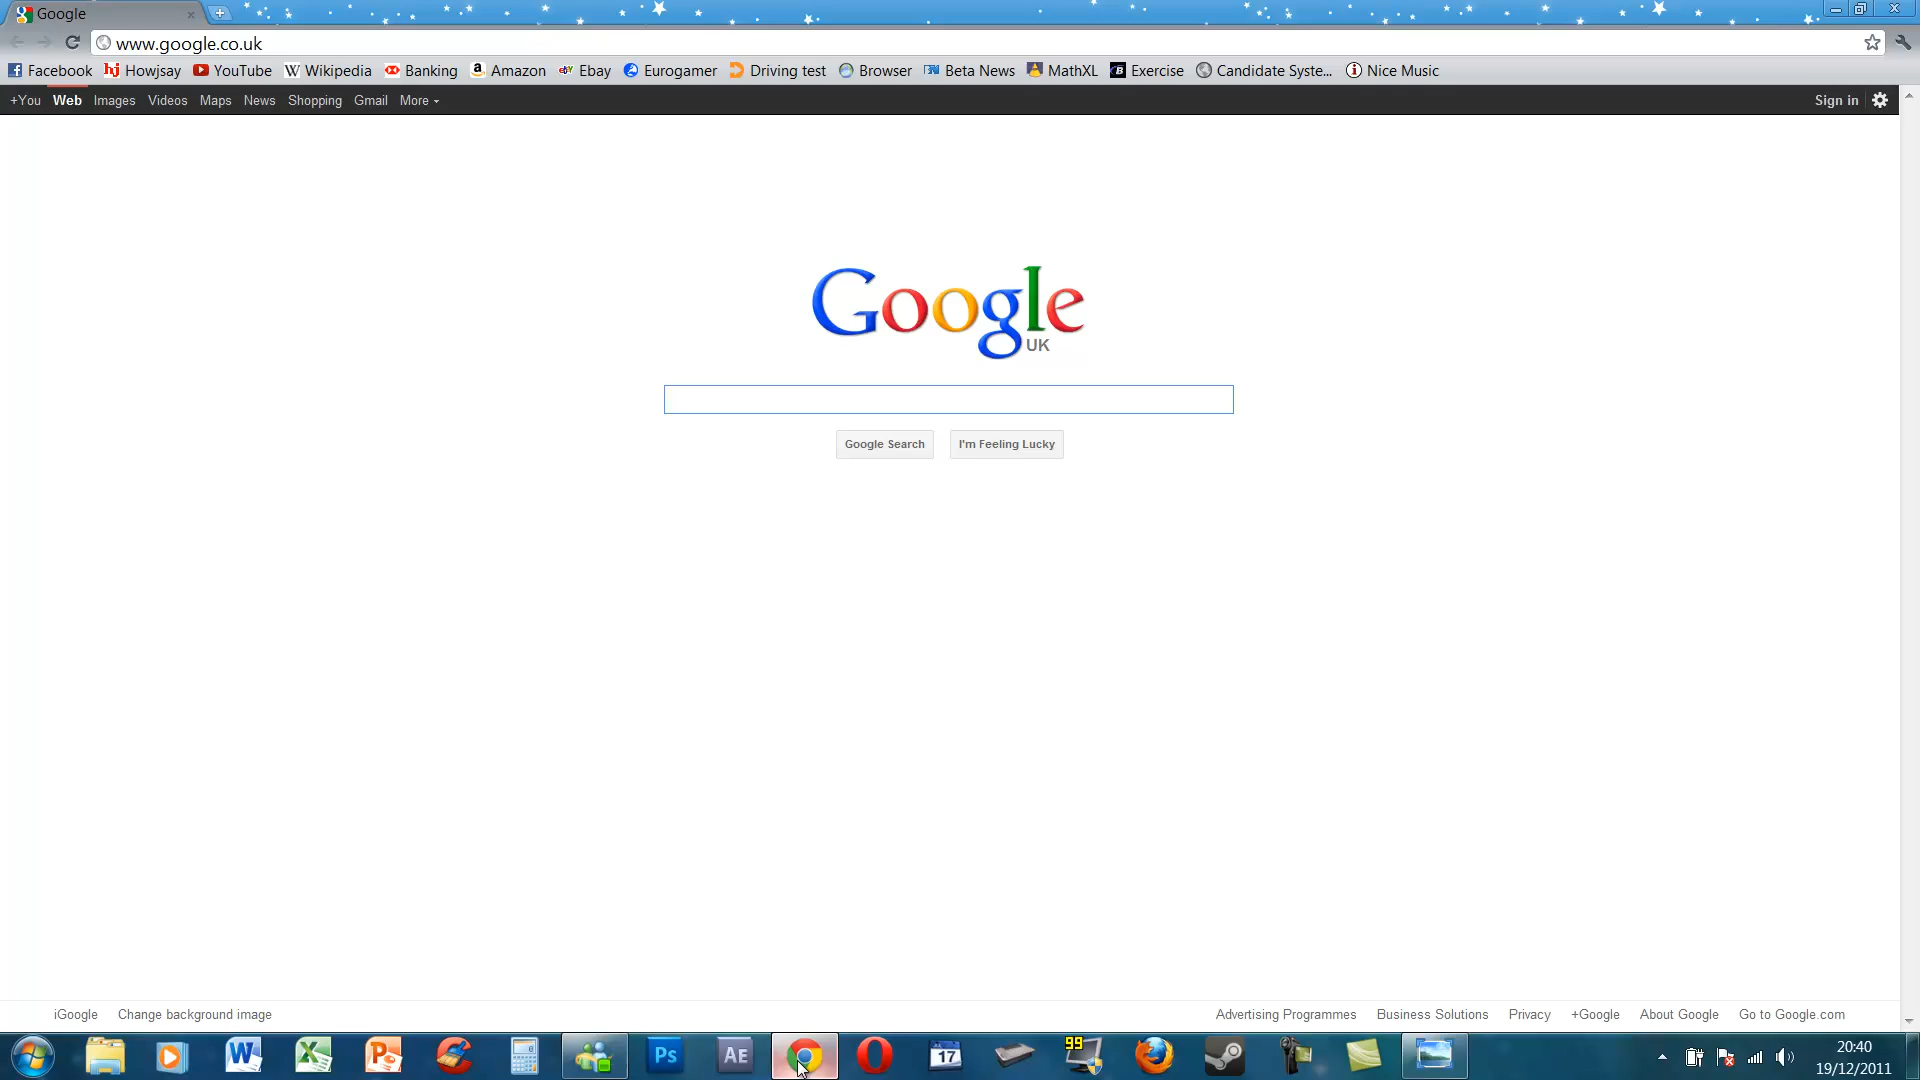 Google
www.google.co.uk
Facebook Howjsay YouTube Wikipedia Banking Amazon Ebay Eurogamer Driving test Browser Beta News MathXL Exercise Candidate Syste... Nice Music
+You Web Images Videos Maps News Shopping Gmail More Sign in
Google
UK
Google Search I'm Feeling Lucky
iGoogle Change background image Advertising Programmes Business Solutions Privacy +Google About Google Go to Google.com
Ps AE 17 99
20:40
19/12/2011